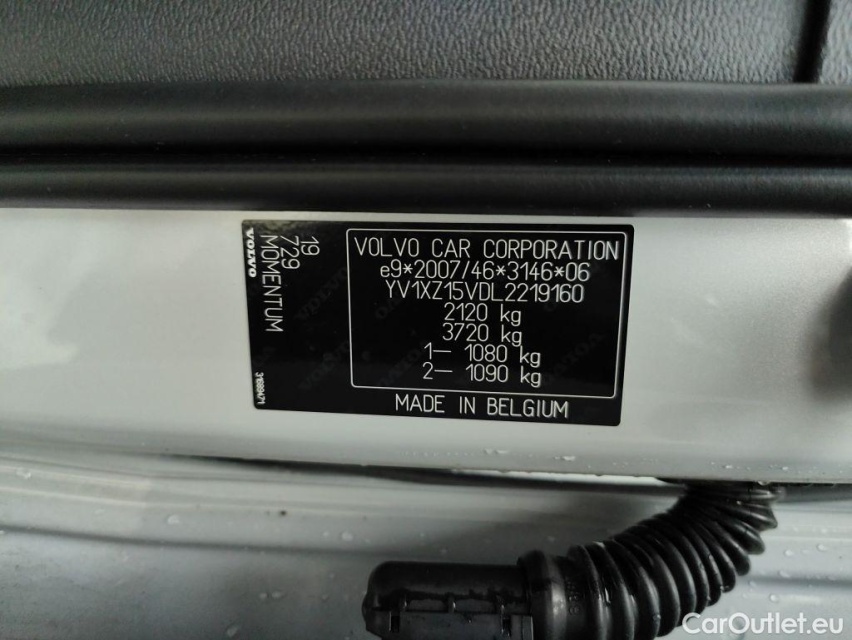 VOLVO CAR CORPORATION
e9*2007/46*3146*06
YV1XZ15VDL2219160
2120 kg
3720 kg
1– 1080 kg
2– 1090 kg
MADE IN BELGIUM
19
729
MOMENTUM
VOLVO
CarOutlet.eu